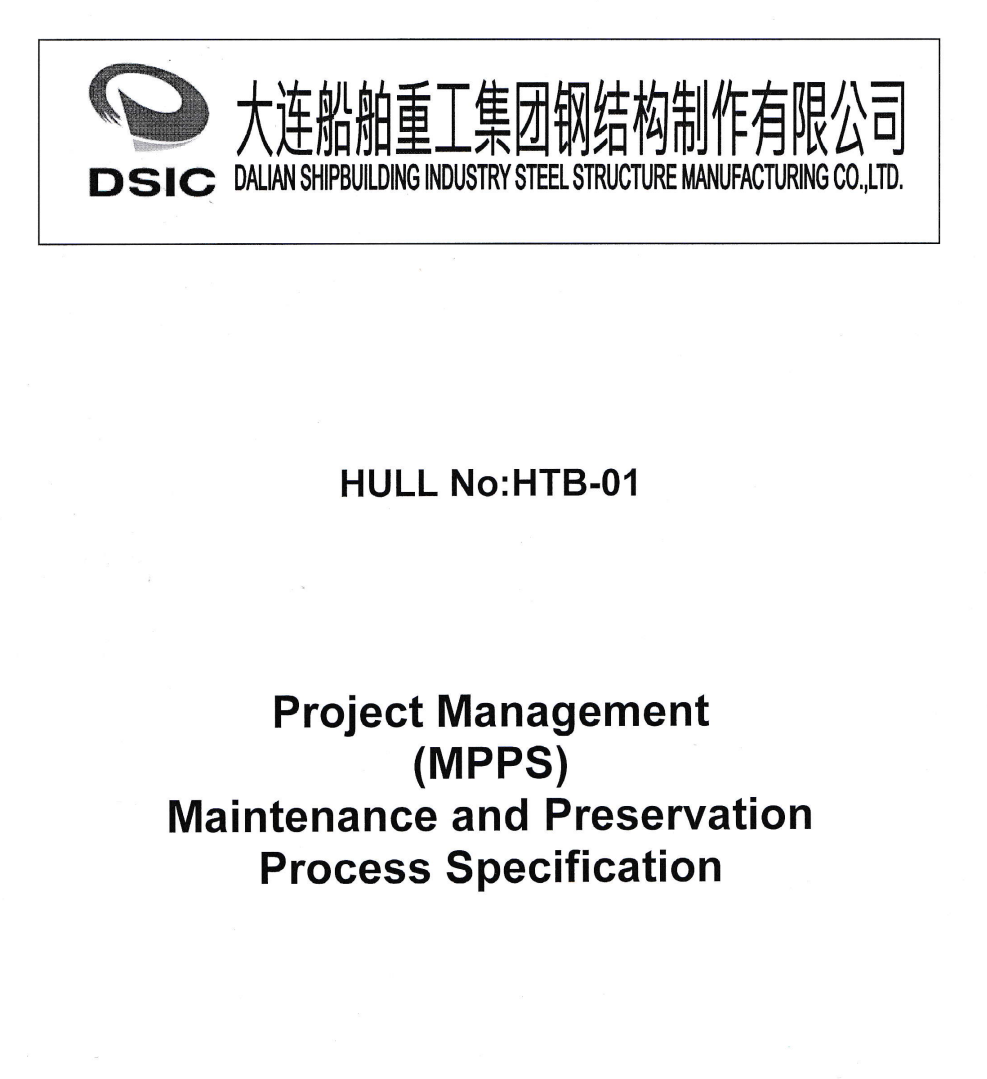 大连船舶重工集团钢结构制作有限公司
DSIC
DALIAN SHIPBUILDING INDUSTRY STEEL STRUCTURE MANUFACTURING CO.,LTD.
HULL No:HTB-01
Project Management
(MPPS)
Maintenance and Preservation
Process Specification